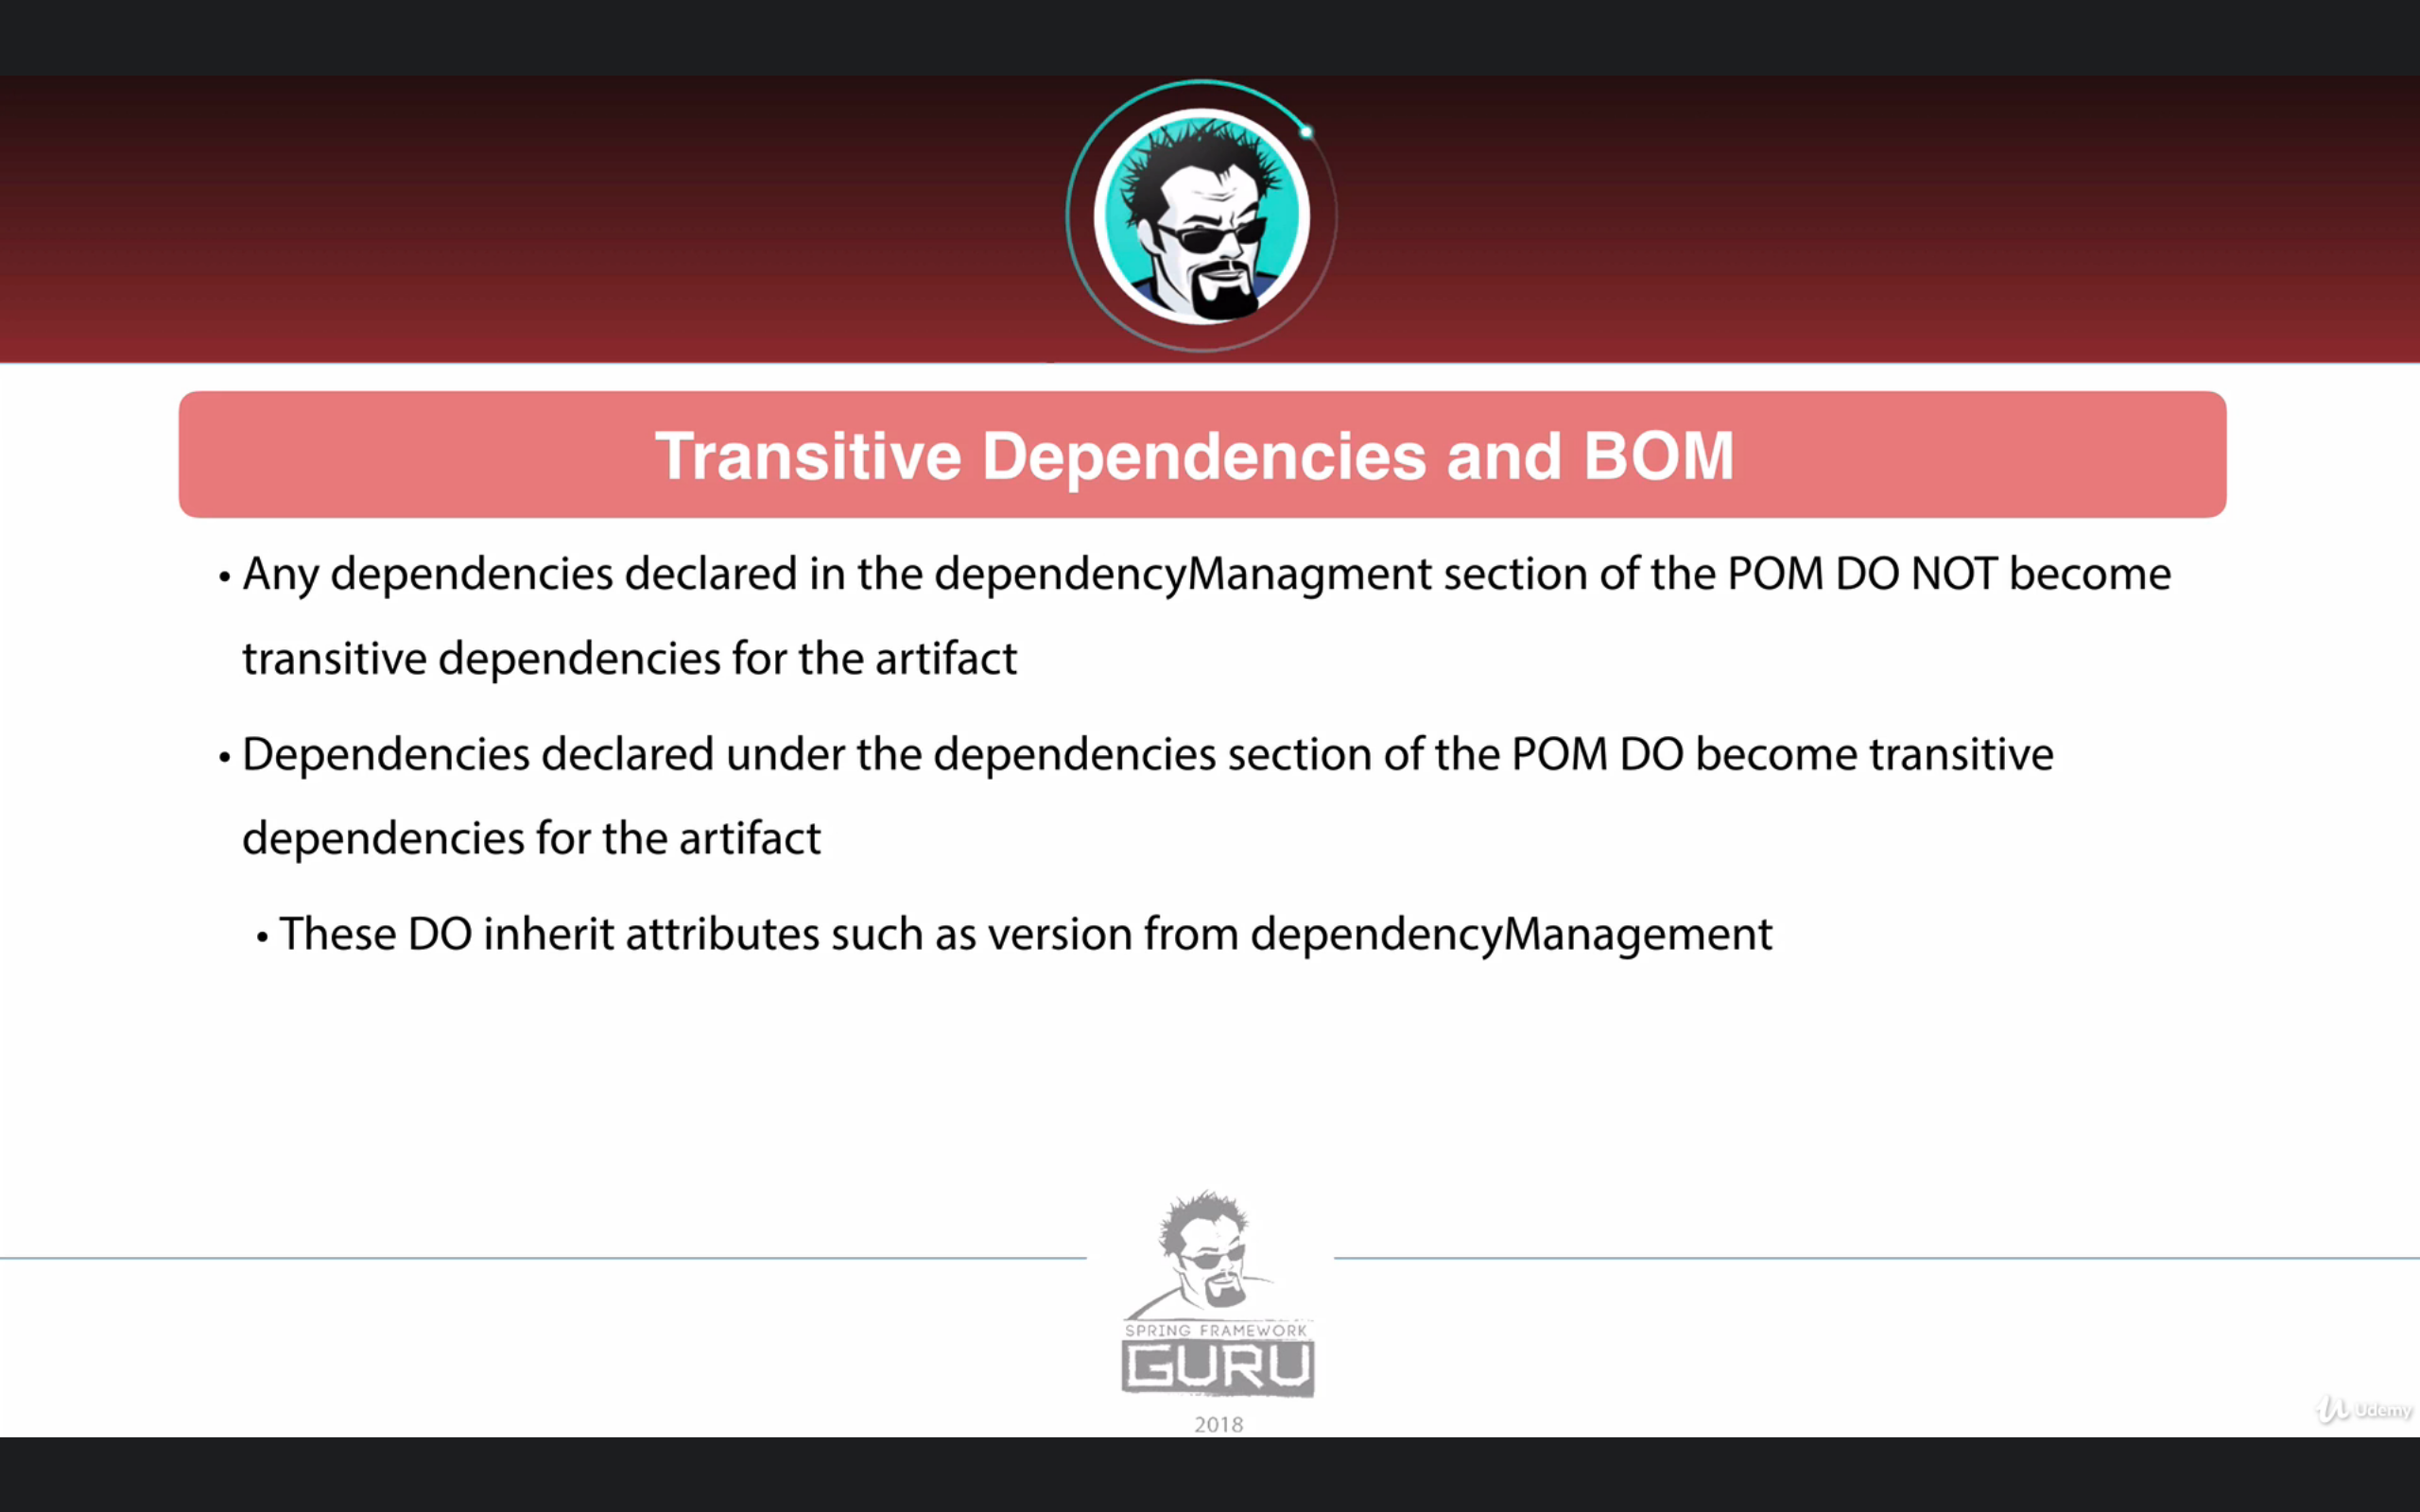 Transitive Dependencies and BOM
• Any dependencies declared in the dependencyManagment section of the POM DO NOT become
transitive dependencies for the artifact
• Dependencies declared under the dependencies section of the POM DO become transitive
dependencies for the artifact
• These DO inherit attributes such as version from dependencyManagement
SPRING FRAMEWORK
GURU
2018
Udemy